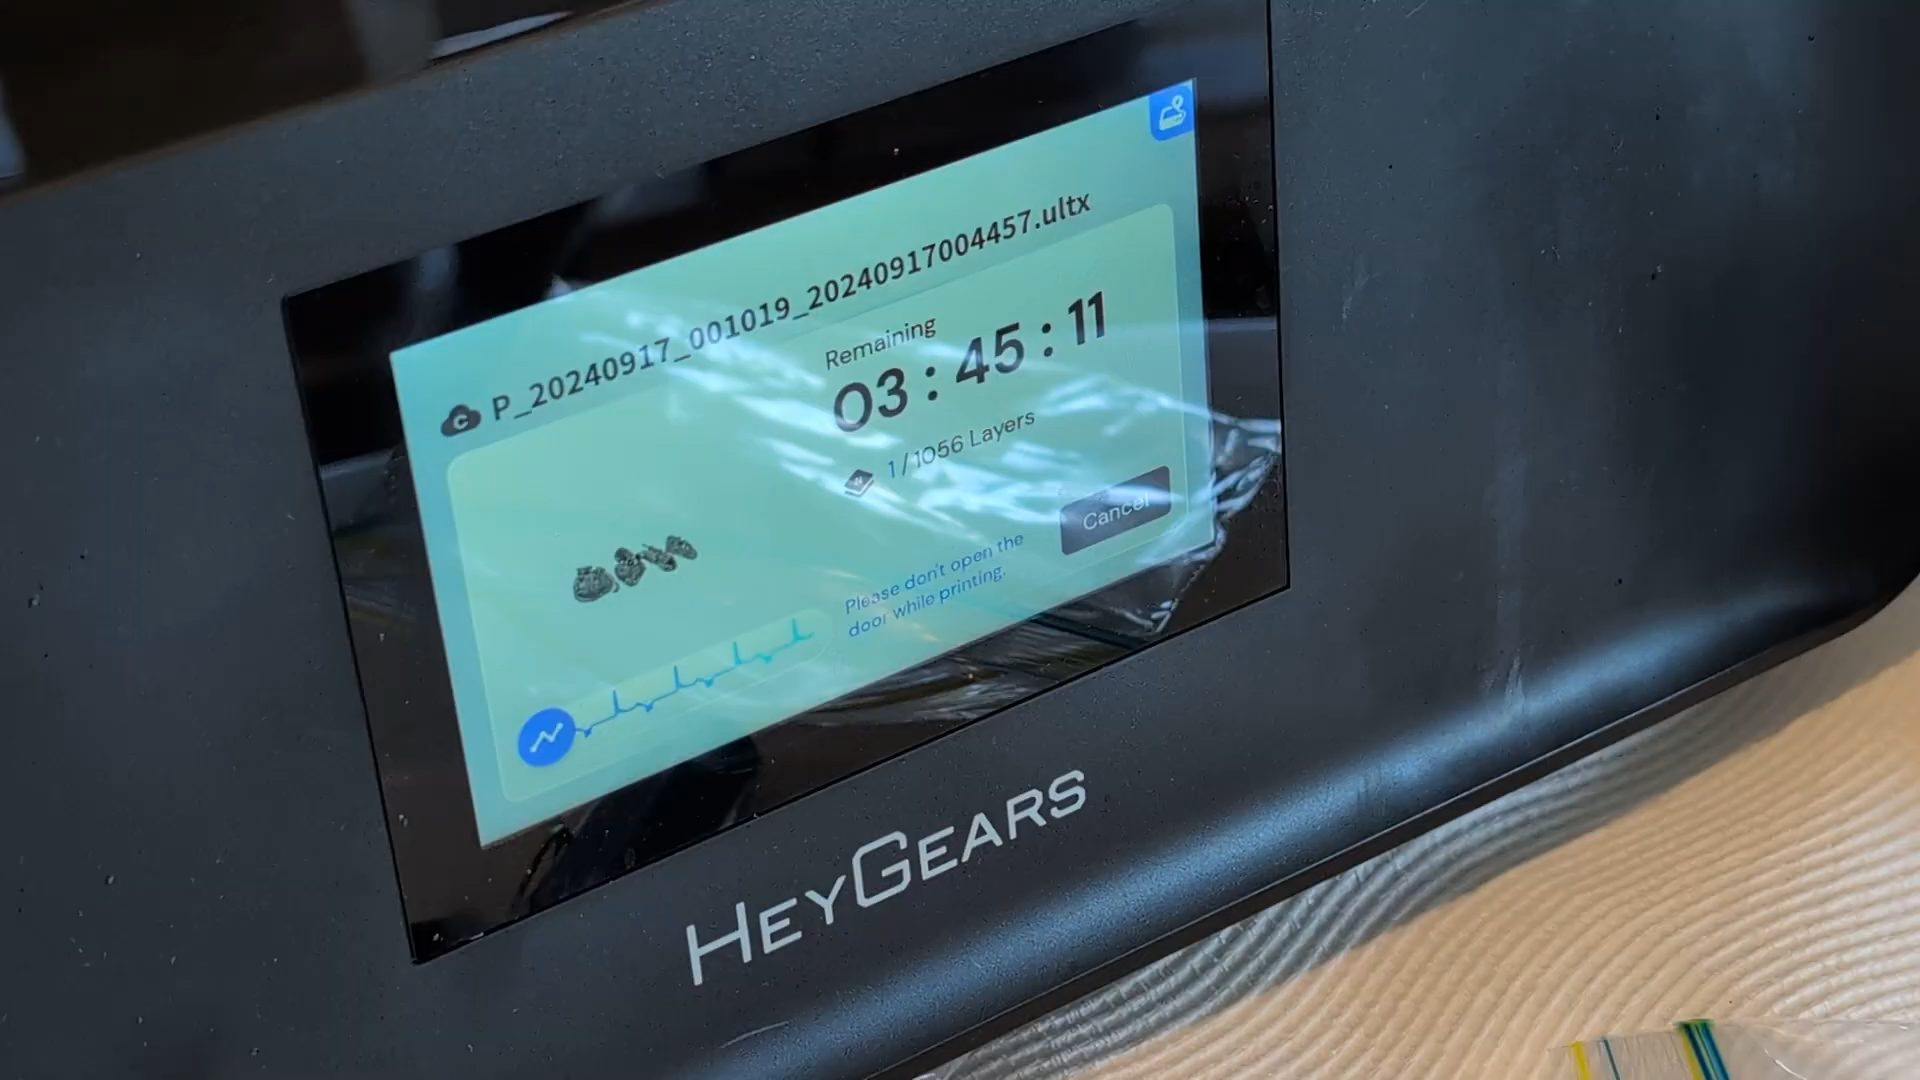 P_20240917_001019_20240917004457.ultx
Remaining
03:45:11
1/1056 Layers
Cancel
Please don't open the
door while printing.
HEYGEARS